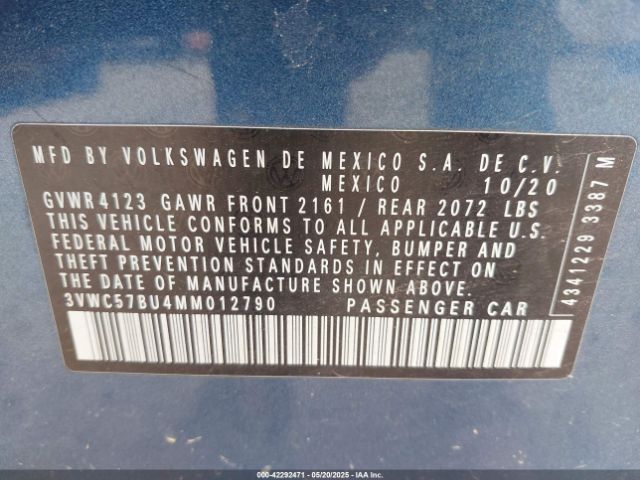 MFD BY VOLKSWAGEN DE MEXICO S.A. DE C.V.
MEXICO 10/20
GVWR 4123 GAWR FRONT 2161 / REAR 2072 LBS
THIS VEHICLE CONFORMS TO ALL APPLICABLE U.S.
FEDERAL MOTOR VEHICLE SAFETY, BUMPER AND
THEFT PREVENTION STANDARDS IN EFFECT ON
THE DATE OF MANUFACTURE SHOWN ABOVE.
3VWC57BU4MM012790 PASSENGER CAR
4341229 3387 M
000-42292471 - 05/20/2025 - IAAI.COM